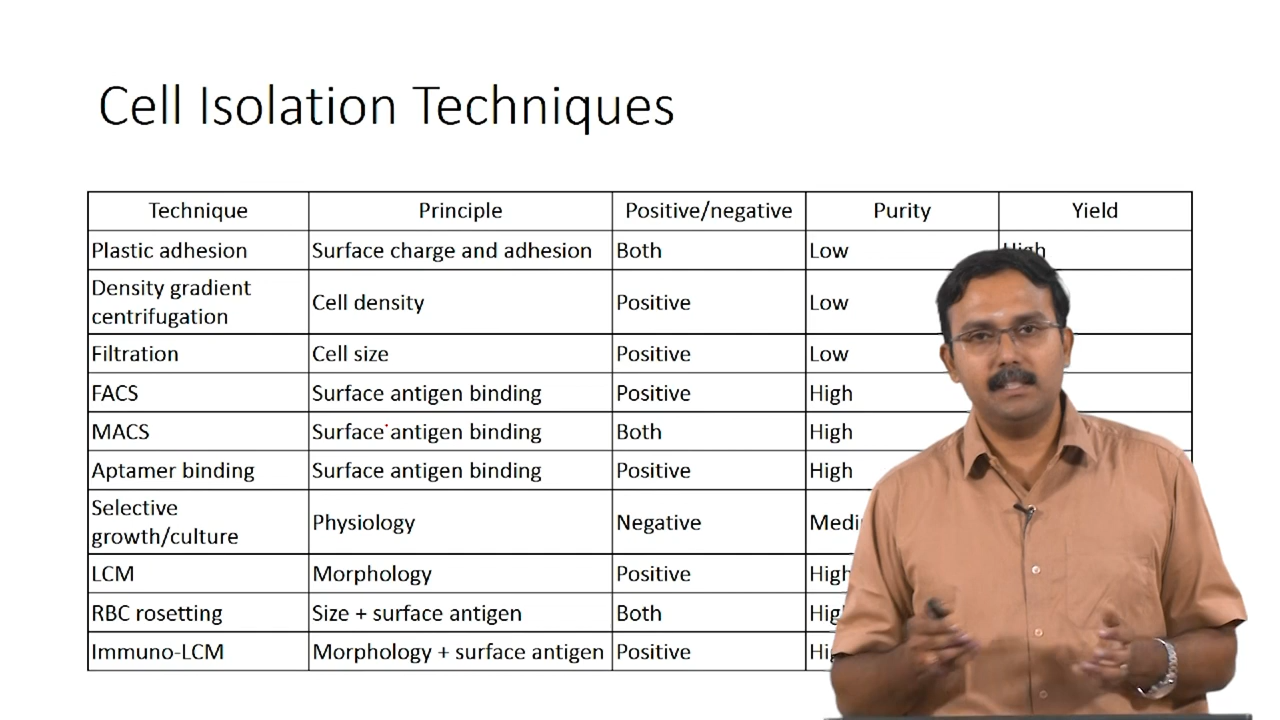 Cell Isolation Techniques
Technique Principle Positive/negative Purity Yield
Plastic adhesion Surface charge and adhesion Both Low High
Density gradient
centrifugation Cell density Positive Low
Filtration Cell size Positive Low
FACS Surface antigen binding Positive High
MACS Surface antigen binding Both High
Aptamer binding Surface antigen binding Positive High
Selective
growth/culture Physiology Negative
LCM Morphology Positive High
RBC rosetting Size + surface antigen Both
Immuno-LCM Morphology + surface antigen Positive